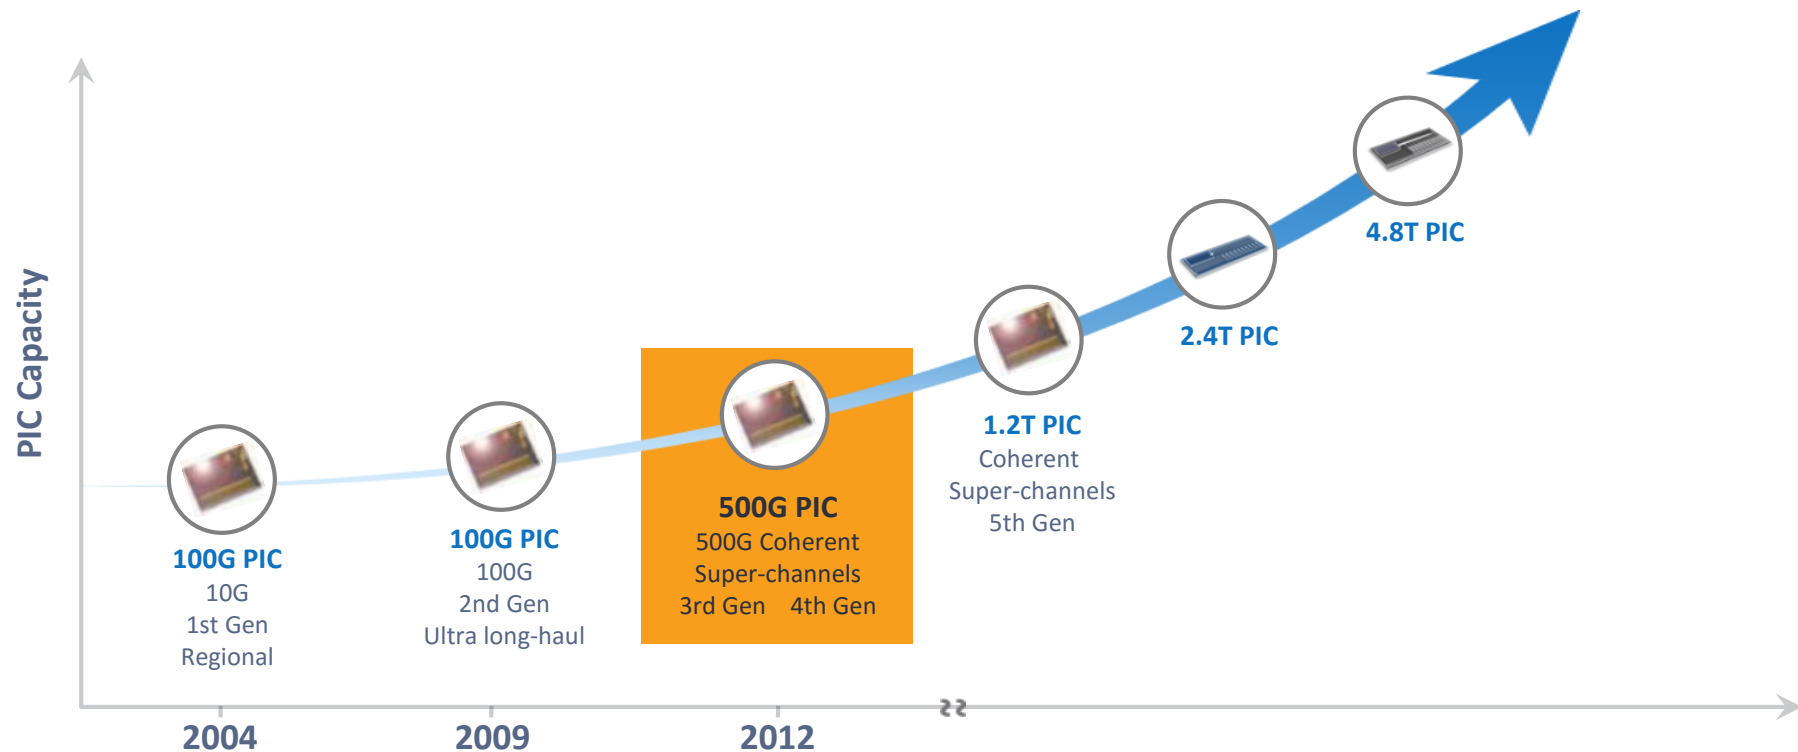 PIC Capacity
100G PIC
10G
1st Gen
Regional
100G PIC
100G
2nd Gen
Ultra long-haul
500G PIC
500G Coherent
Super-channels
3rd Gen 4th Gen
1.2T PIC
Coherent
Super-channels
5th Gen
2.4T PIC
4.8T PIC
2004
2009
2012